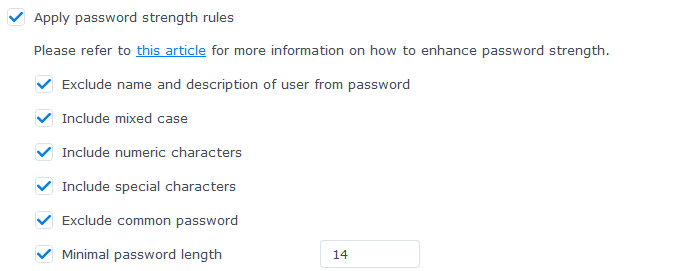 Apply password strength rules
Please refer to this article for more information on how to enhance password strength.
Exclude name and description of user from password
Include mixed case
Include numeric characters
Include special characters
Exclude common password
Minimal password length 14